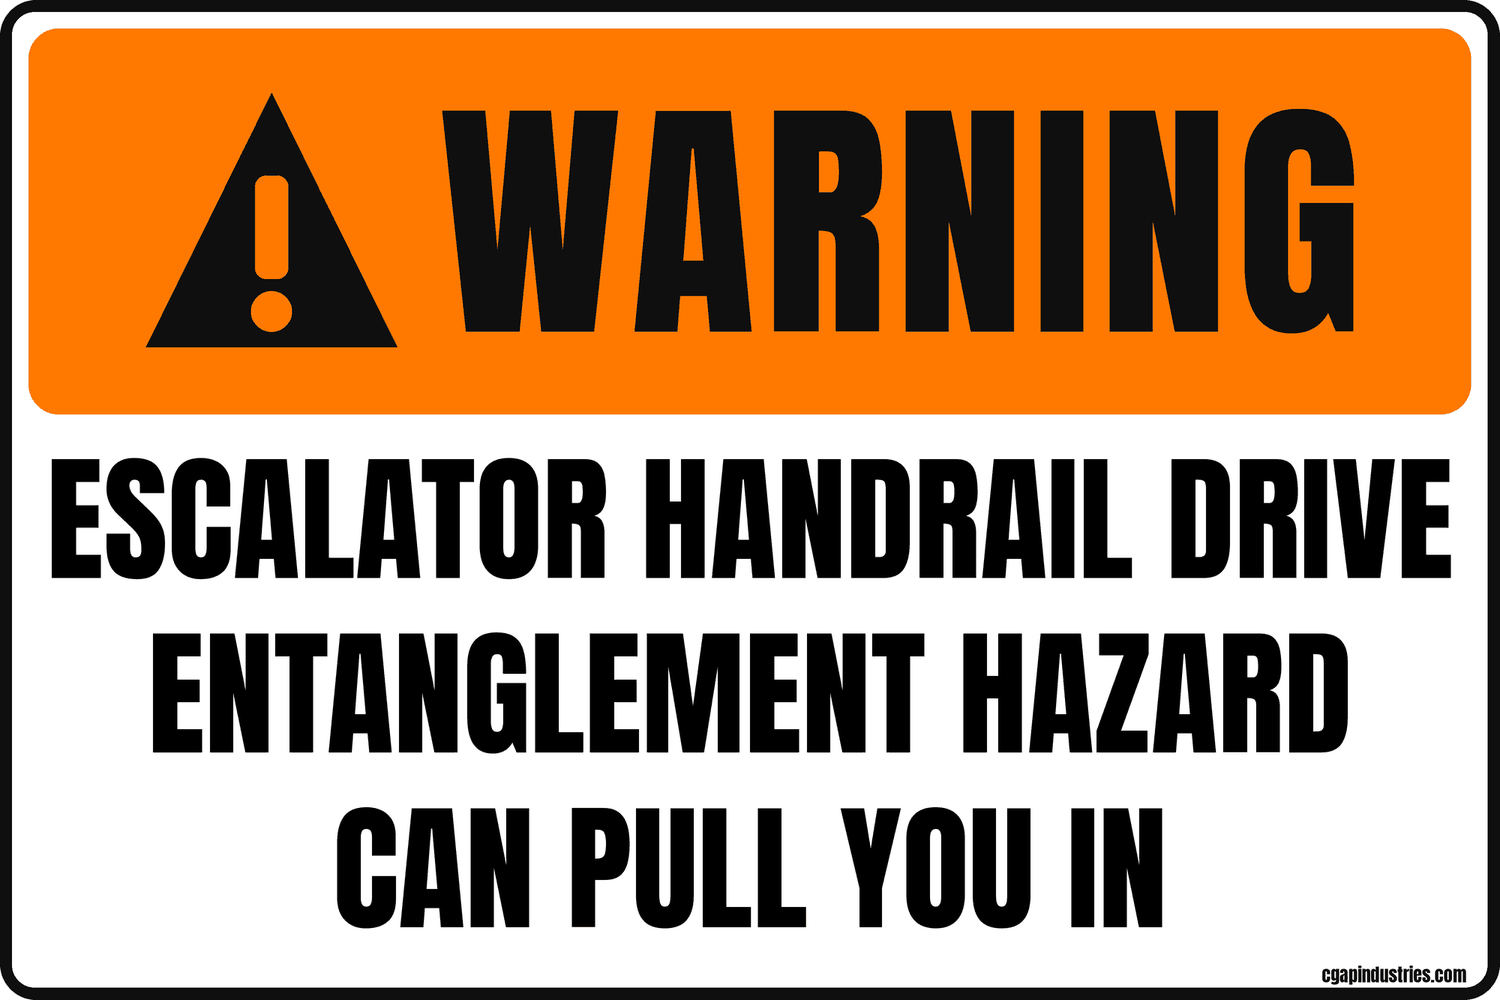 WARNING
ESCALATOR HANDRAIL DRIVE
ENTANGLEMENT HAZARD
CAN PULL YOU IN
cgapindustries.com